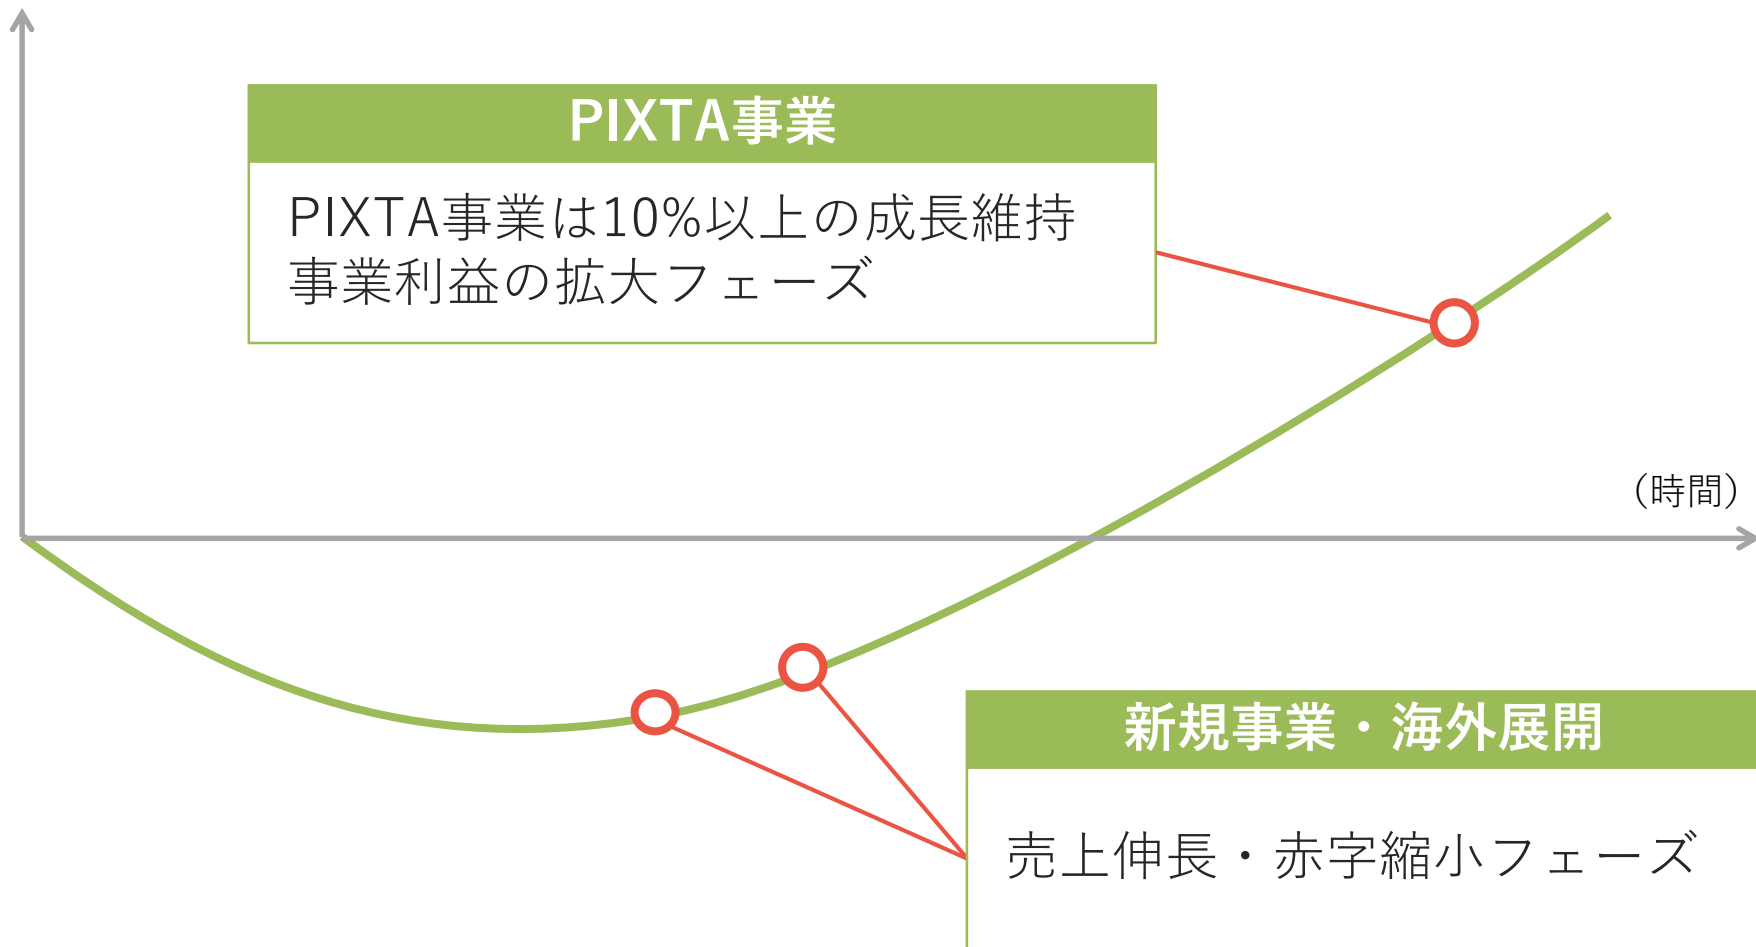 PIXTA事業
PIXTA事業は10%以上の成長維持
事業利益の拡大フェーズ
（時間）
新規事業・海外展開
売上伸長・赤字縮小フェーズ